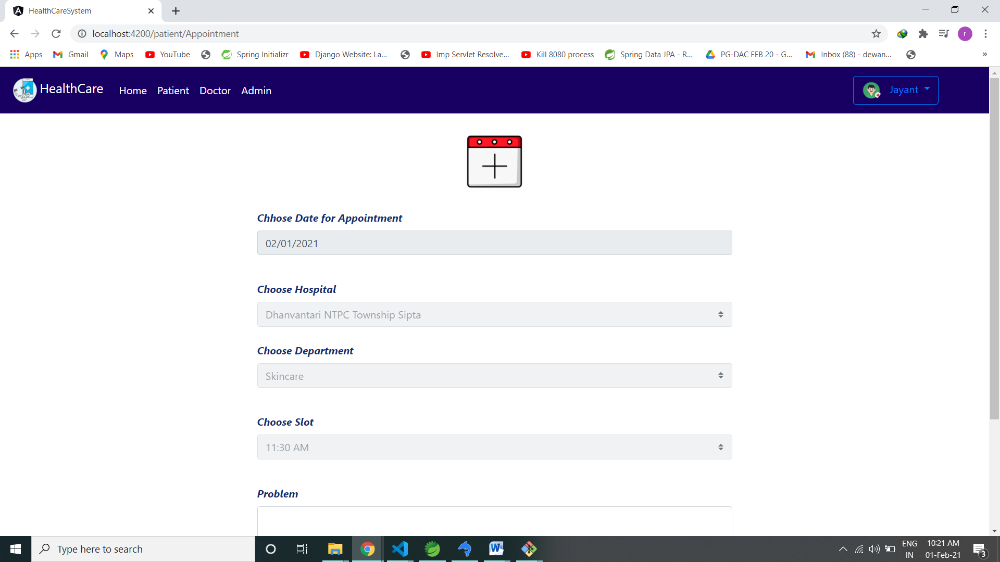 HealthCareSystem
localhost:4200/patient/Appointment
r
Apps Gmail Maps YouTube Spring Initializr Django Website: La... Imp Servlet Resolve... Kill 8080 process Spring Data JPA - R... PG-DAC FEB 20 - G... Inbox (88) - dewan... »
HealthCare Home Patient Doctor Admin Jayant
Chhose Date for Appointment
02/01/2021
Choose Hospital
Dhanvantari NTPC Township Sipta
Choose Department
Skincare
Choose Slot
11:30 AM
Problem
Type here to search
ENG
IN
10:21 AM
01-Feb-21
3